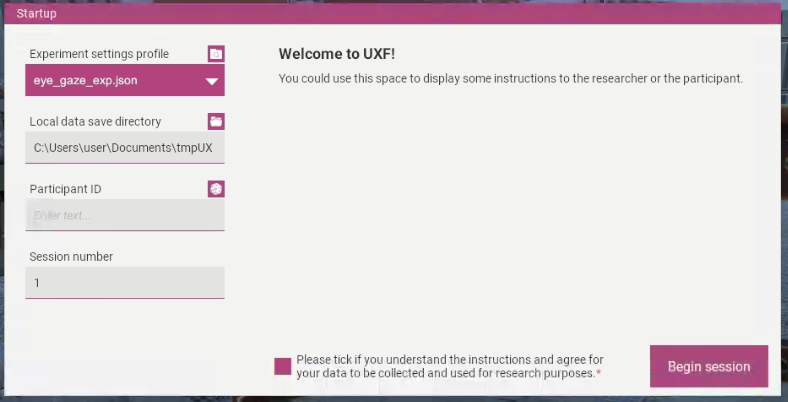 Startup
Experiment settings profile
eye_gaze_exp.json
Local data save directory
C:\Users\user\Documents\tmpUX
Participant ID
Enter text...
Session number
1
Welcome to UXF!
You could use this space to display some instructions to the researcher or the participant.
Please tick if you understand the instructions and agree for
your data to be collected and used for research purposes.*
Begin session